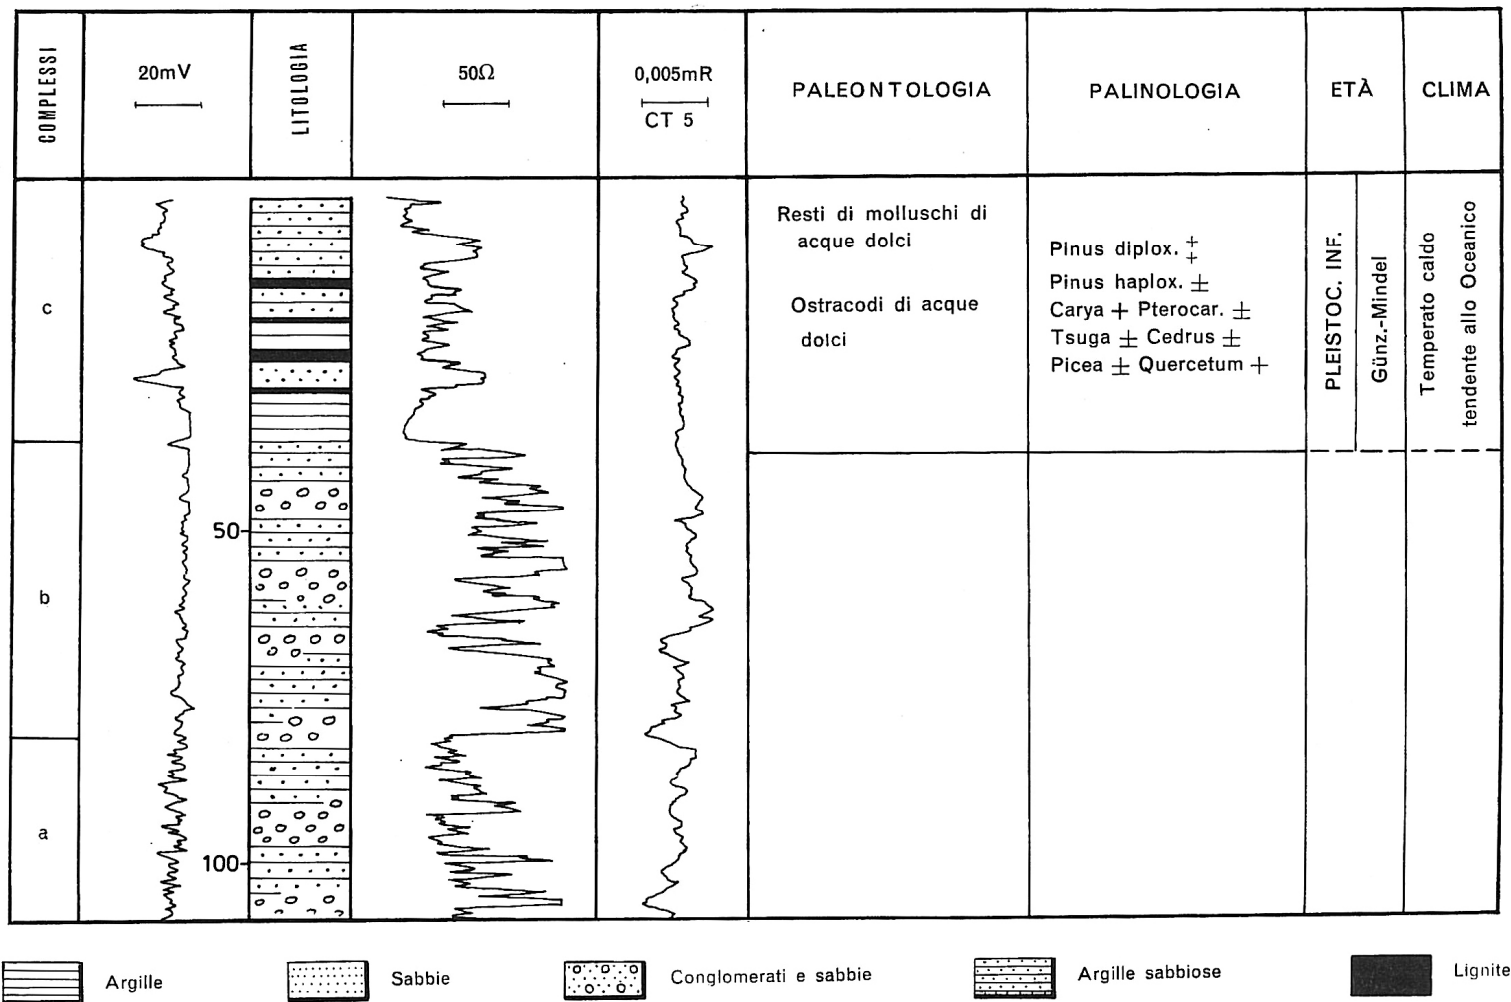 COMPLESSI
20mV
LITOLOGIA
50Ω
0,005mR
CT 5
PALEONTOLOGIA
PALINOLOGIA
ETÀ
CLIMA
c
b
a
50
100
Resti di molluschi di
acque dolci
Ostracodi di acque
dolci
Pinus diplox. ‡
Pinus haplox. ±
Carya + Pterocar. ±
Tsuga ± Cedrus ±
Picea ± Quercetum +
PLEISTOC. INF.
Günz.-Mindel
Temperato caldo
tendente allo Oceanico
Argille
Sabbie
Conglomerati e sabbie
Argille sabbiose
Lignite